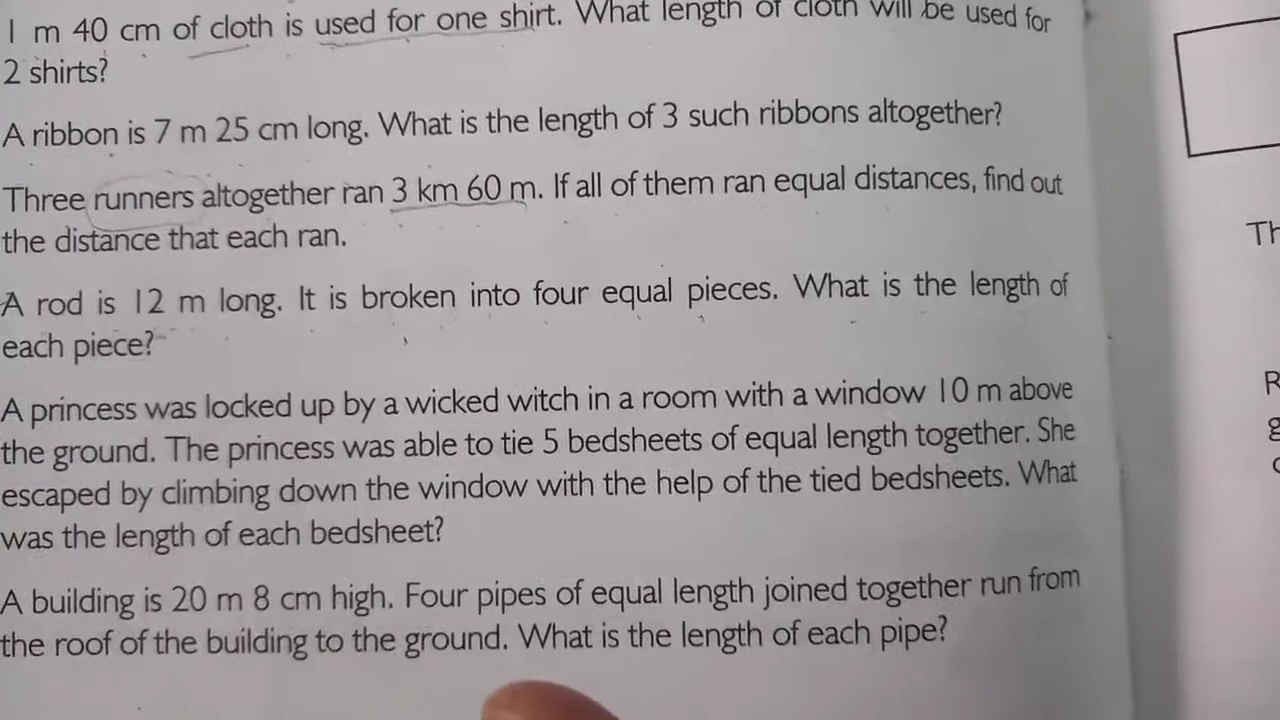 1 m 40 cm of cloth is used for one shirt. What length of cloth will be used for
2 shirts?
A ribbon is 7 m 25 cm long. What is the length of 3 such ribbons altogether?
Three runners altogether ran 3 km 60 m. If all of them ran equal distances, find out
the distance that each ran.
A rod is 12 m long. It is broken into four equal pieces. What is the length of
each piece?
A princess was locked up by a wicked witch in a room with a window 10 m above
the ground. The princess was able to tie 5 bedsheets of equal length together. She
escaped by climbing down the window with the help of the tied bedsheets. What
was the length of each bedsheet?
A building is 20 m 8 cm high. Four pipes of equal length joined together run from
the roof of the building to the ground. What is the length of each pipe?